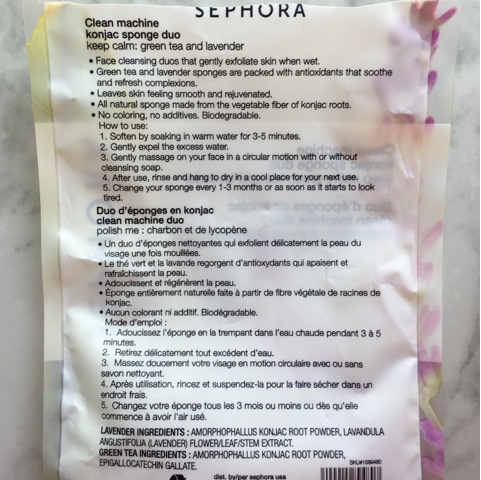 SEPHORA
Clean machine
konjac sponge duo
keep calm: green tea and lavender
• Face cleansing duos that gently exfoliate skin when wet.
• Green tea and lavender sponges are packed with antioxidants that soothe
and refresh complexions.
• Leaves skin feeling smooth and rejuvenated.
• All natural sponge made from the vegetable fiber of konjac roots.
• No coloring, no additives. Biodegradable.
How to use:
1. Soften by soaking in warm water for 3-5 minutes.
2. Gently expel the excess water.
3. Gently massage on your face in a circular motion with or without
cleansing soap.
4. After use, rinse and hang to dry in a cool place for your next use.
5. Change your sponge every 1-3 months or as soon as it starts to look
tired.
Duo d'éponges en konjac
clean machine duo
polish me : charbon et de lycopène
• Un duo d'éponges nettoyantes qui exfolient délicatement la peau du
visage une fois mouillées.
• Le thé vert et la lavande regorgent d'antioxydants qui apaisent et
rafraîchissent la peau.
• Adoucissent et régénèrent la peau.
• Éponge entièrement naturelle faite à partir de fibre végétale de racines de
konjac.
• Aucun colorant ni additif. Biodégradable.
Mode d'emploi :
1. Adoucissez l'éponge en la trempant dans l'eau chaude pendant 3 à 5
minutes.
2. Retirez délicatement tout excédent d'eau.
3. Massez doucement votre visage en motion circulaire avec ou sans
savon nettoyant.
4. Après utilisation, rincez et suspendez-la pour la faire sécher dans un
endroit frais.
5. Changez votre éponge tous les 3 mois ou moins ou dès qu'elle
commence à avoir l'air usé.
LAVENDER INGREDIENTS : AMORPHOPHALLUS KONJAC ROOT POWDER, LAVANDULA
ANGUSTIFOLIA (LAVENDER) FLOWER/LEAF/STEM EXTRACT.
GREEN TEA INGREDIENTS : AMORPHOPHALLUS KONJAC ROOT POWDER,
EPIGALLOCATECHIN GALLATE.
SKU#1589480
dist. by/par sephora usa